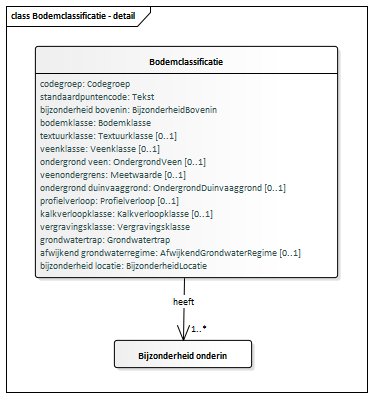 class Bodemclassificatie - detail
Bodemclassificatie
codegroep: Codegroep
standaardpuntencode: Tekst
bijzonderheid bovenin: BijzonderheidBovenin
bodemklasse: Bodemklasse
textuurklasse: Textuurklasse [0..1]
veenklasse: Veenklasse [0..1]
ondergrond veen: OndergrondVeen [0..1]
veenondergrens: Meetwaarde [0..1]
ondergrond duinvaaggrond: OndergrondDuinvaaggrond [0..1]
profielverloop: Profielverloop [0..1]
kalkverloopklasse: Kalkverloopklasse [0..1]
vergravingsklasse: Vergravingsklasse
grondwatertrap: Grondwatertrap
afwijkend grondwaterregime: AfwijkendGrondwaterRegime [0..1]
bijzonderheid locatie: BijzonderheidLocatie
heeft
1..*
Bijzonderheid onderin